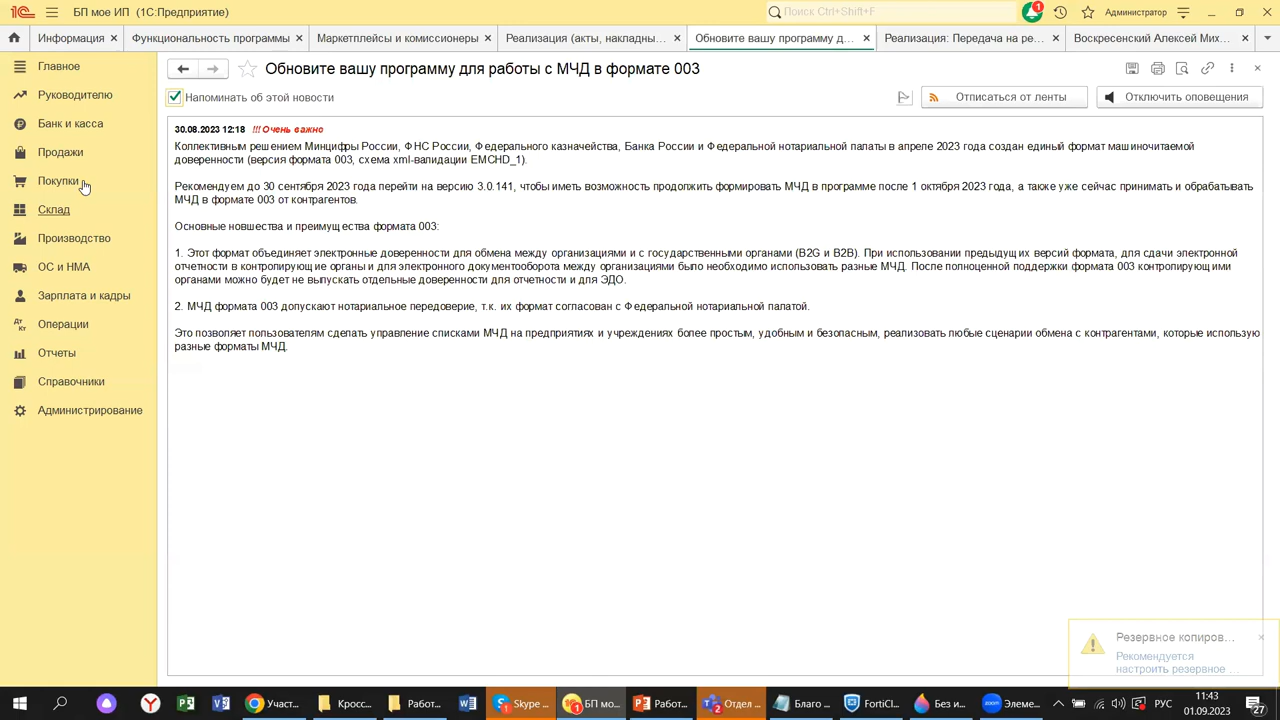 БП мое ИП (1С:Предприятие)
Поиск Ctrl+Shift+F
1
Администратор
Информация ×
Функциональность программы ×
Маркетплейсы и комиссионеры ×
Реализация (акты, накладны... ×
Обновите вашу программу д... ×
Реализация: Передача на ре... ×
Воскресенский Алексей Мих... ×
Главное
Руководителю
Банк и касса
Продажи
Покупки
Склад
Производство
ОС и НМА
Зарплата и кадры
Операции
Отчеты
Справочники
Администрирование
Обновите вашу программу для работы с МЧД в формате 003
Напоминать об этой новости
Отписаться от ленты
Отключить оповещения
30.08.2023 12:18 !!! Очень важно
Коллективным решением Минцифры России, ФНС России, Федерального казначейства, Банка России и Федеральной нотариальной палаты в апреле 2023 года создан единый формат машиночитаемой
доверенности (версия формата 003, схема xml-валидации EMCHD_1).
Рекомендуем до 30 сентября 2023 года перейти на версию 3.0.141, чтобы иметь возможность продолжить формировать МЧД в программе после 1 октября 2023 года, а также уже сейчас принимать и обрабатывать
МЧД в формате 003 от контрагентов.
Основные новшества и преимущества формата 003:
1. Этот формат объединяет электронные доверенности для обмена между организациями и с государственными органами (B2G и B2B). При использовании предыдущих версий формата, для сдачи электронной
отчетности в контролирующие органы и для электронного документооборота между организациями было необходимо использовать разные МЧД. После полноценной поддержки формата 003 контролирующими
органами можно будет не выпускать отдельные доверенности для отчетности и для ЭДО.
2. МЧД формата 003 допускают нотариальное передоверие, т.к. их формат согласован с Федеральной нотариальной палатой.
Это позволяет пользователям сделать управление списками МЧД на предприятиях и учреждениях более простым, удобным и безопасным, реализовать любые сценарии обмена с контрагентами, которые использую
разные форматы МЧД.
Резервное копиров...
Рекомендуется
настроить резервное ...
Участ...
Кросс...
Работ...
Skype ...
БП мо...
Работ...
Отдел ...
Благо ...
FortiCl...
Без и...
Элеме...
РУС
11:43
01.09.2023
27